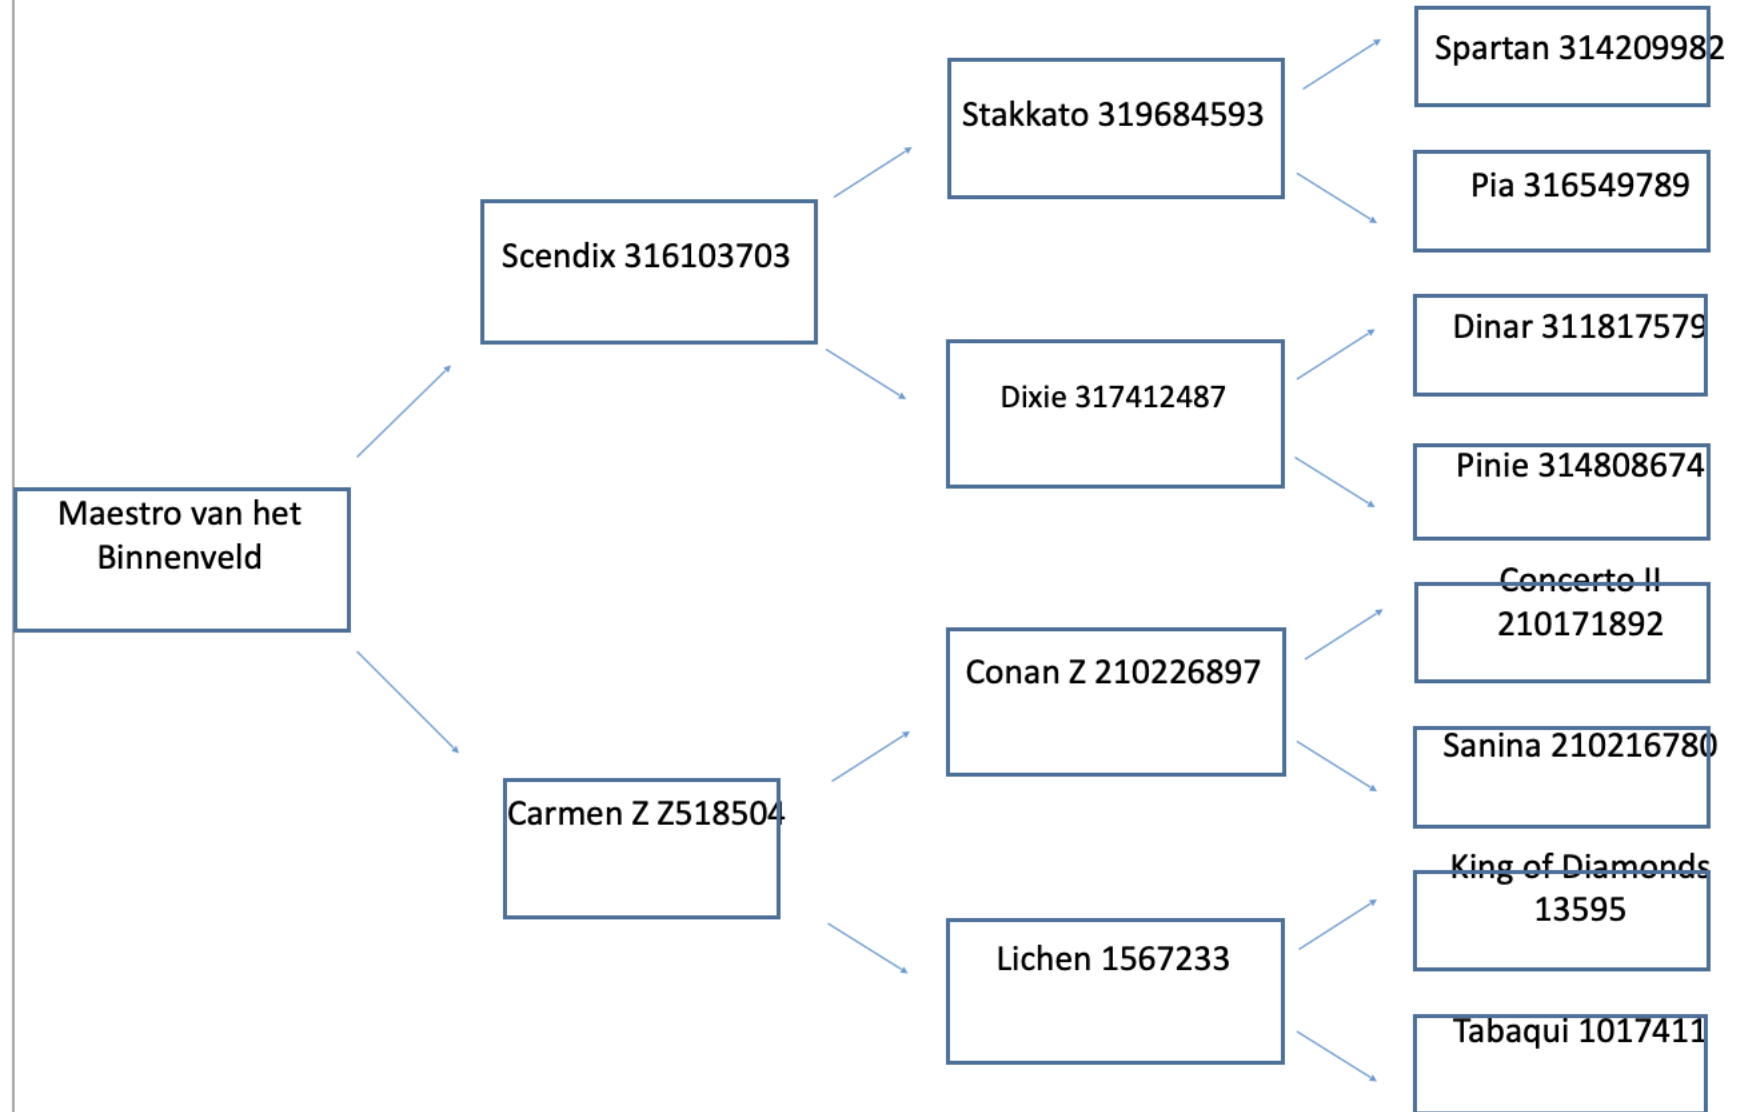 Spartan 314209982
Stakkato 319684593
Pia 316549789
Scendix 316103703
Dinar 311817579
Dixie 317412487
Pinie 314808674
Maestro van het
Binnenveld
Concerto II
210171892
Conan Z 210226897
Sanina 210216780
Carmen Z Z518504
King of Diamonds
13595
Lichen 1567233
Tabaqui 1017411